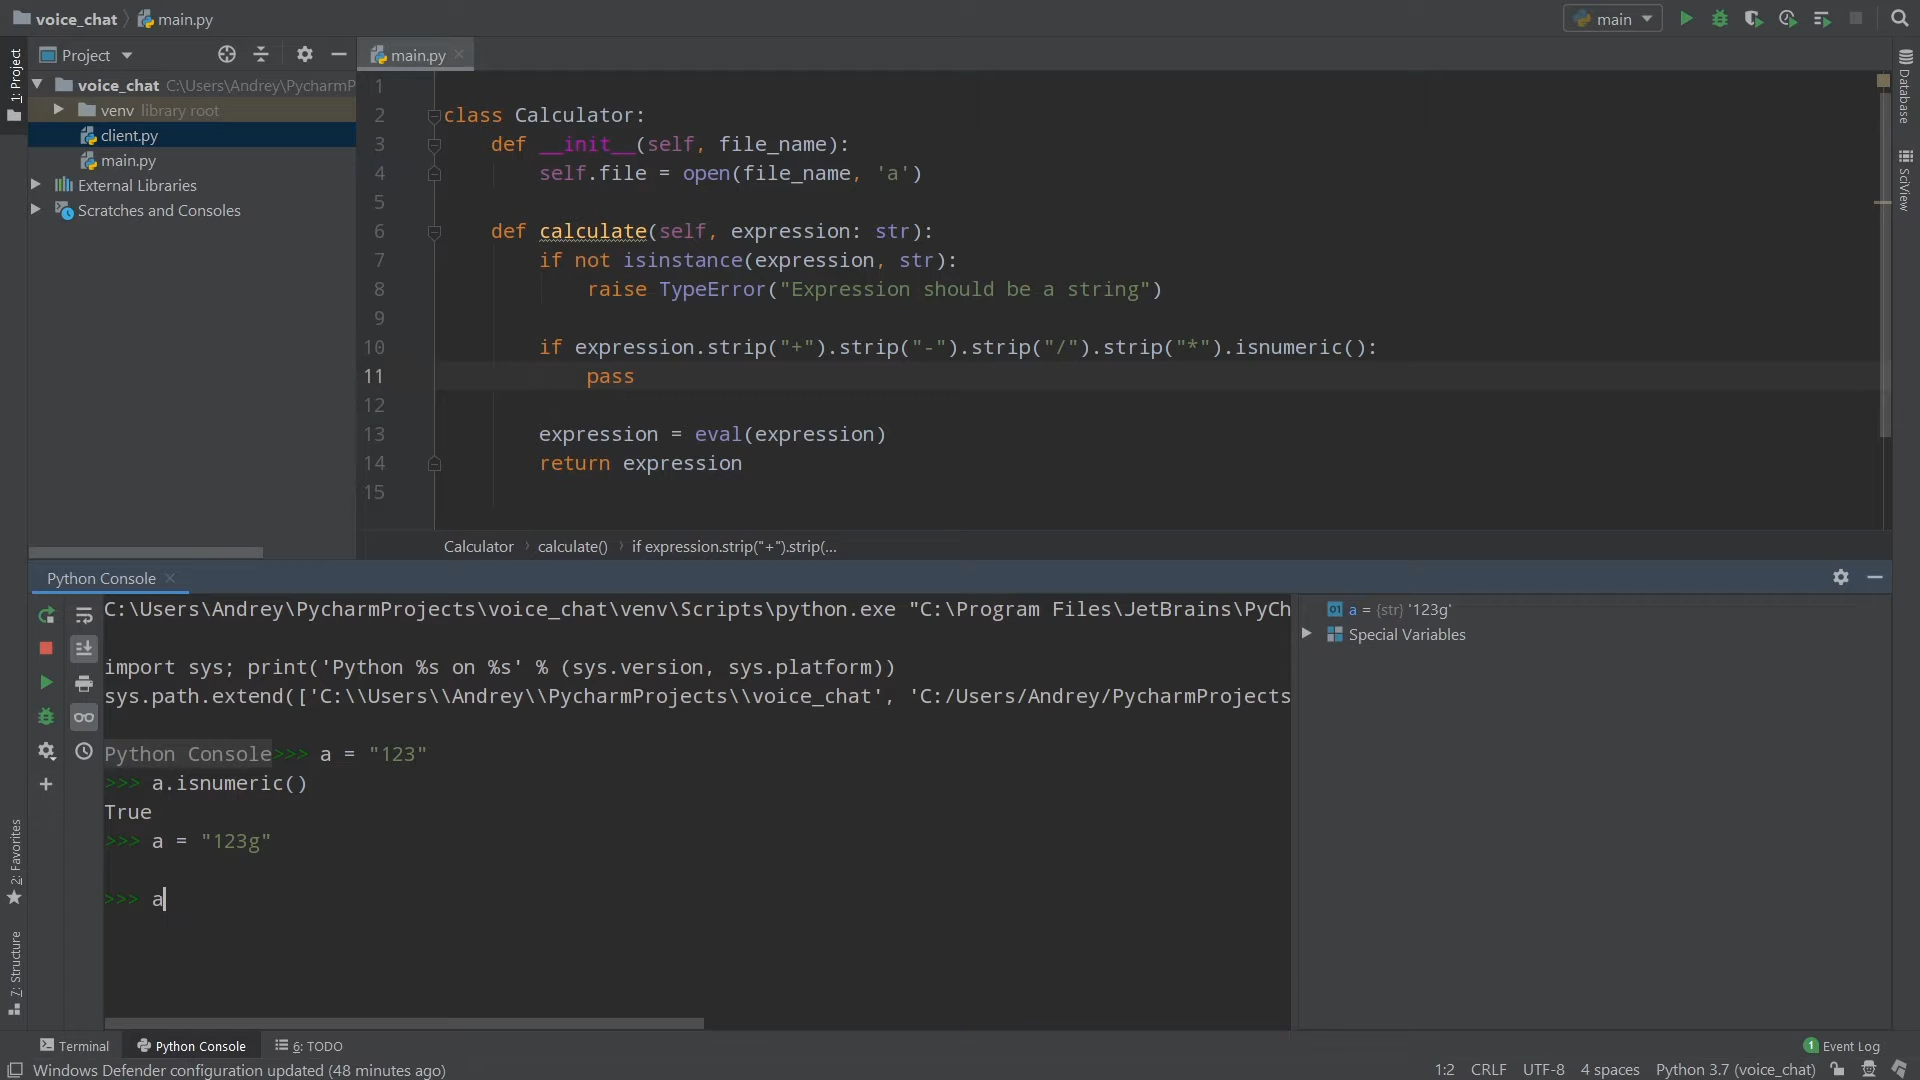 voice_chat
main.py
main
Project
main.py
1: Project
voice_chat C:\Users\Andrey\PycharmP
venv library root
client.py
main.py
External Libraries
Scratches and Consoles
1
2 class Calculator:
3 def __init__(self, file_name):
4 self.file = open(file_name, 'a')
5
6 def calculate(self, expression: str):
7 if not isinstance(expression, str):
8 raise TypeError("Expression should be a string")
9
10 if expression.strip("+").strip("-").strip("/").strip("*").isnumeric():
11 pass
12
13 expression = eval(expression)
14 return expression
15
Calculator
calculate()
if expression.strip("+").strip(...
Database
SciView
Python Console
C:\Users\Andrey\PycharmProjects\voice_chat\venv\Scripts\python.exe "C:\Program Files\JetBrains\PyCh
import sys; print('Python %s on %s' % (sys.version, sys.platform))
sys.path.extend(['C:\\Users\\Andrey\\PycharmProjects\\voice_chat', 'C:/Users/Andrey/PycharmProjects
Python Console>>> a = "123"
>>> a.isnumeric()
True
>>> a = "123g"
>>> a
01 a = {str} '123g'
Special Variables
2: Favorites
7: Structure
Terminal
Python Console
6: TODO
1 Event Log
Windows Defender configuration updated (48 minutes ago)
1:2 CRLF UTF-8 4 spaces Python 3.7 (voice_chat)